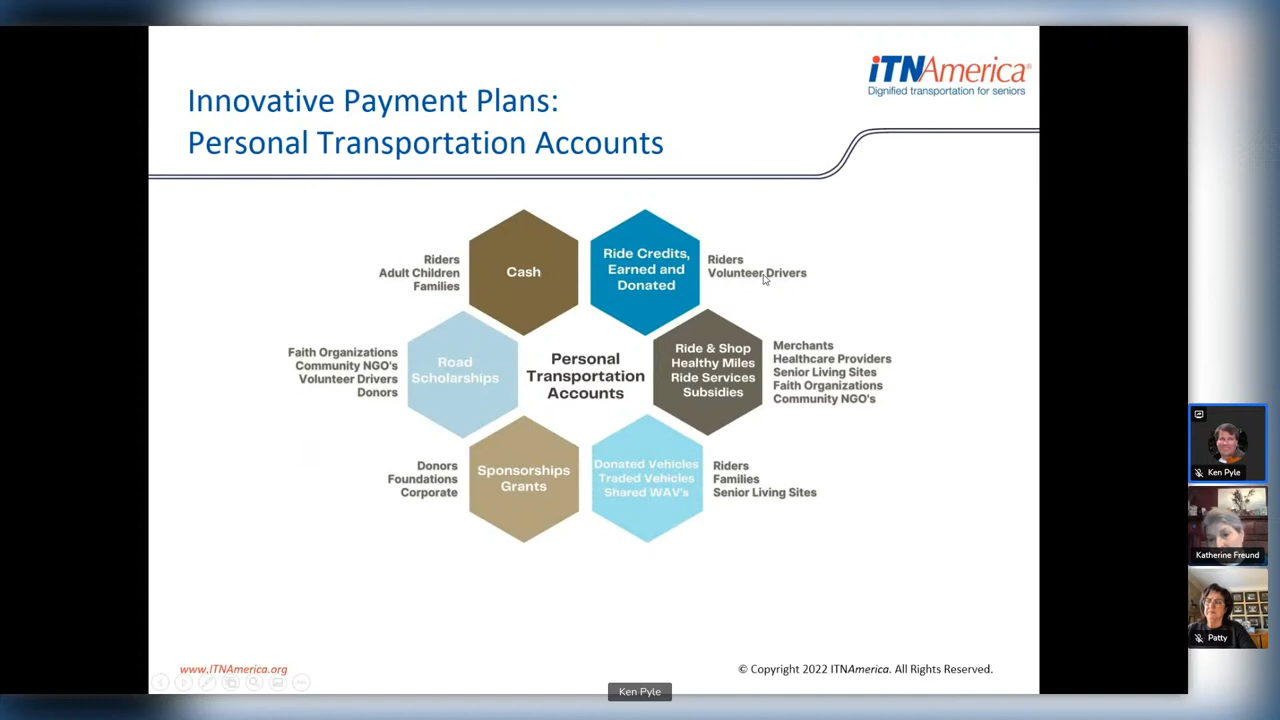 iTNAmerica®
Dignified transportation for seniors
Innovative Payment Plans:
Personal Transportation Accounts
Riders
Adult Children
Families
Cash
Ride Credits,
Earned and
Donated
Riders
Volunteer Drivers
Faith Organizations
Community NGO's
Volunteer Drivers
Donors
Road
Scholarships
Personal
Transportation
Accounts
Ride & Shop
Healthy Miles
Ride Services
Subsidies
Merchants
Healthcare Providers
Senior Living Sites
Faith Organizations
Community NGO's
Donors
Foundations
Corporate
Sponsorships
Grants
Donated Vehicles
Traded Vehicles
Shared WAV's
Riders
Families
Senior Living Sites
www.ITNAmerica.org
© Copyright 2022 ITNAmerica. All Rights Reserved.
Ken Pyle
Katherine Freund
Patty
Ken Pyle